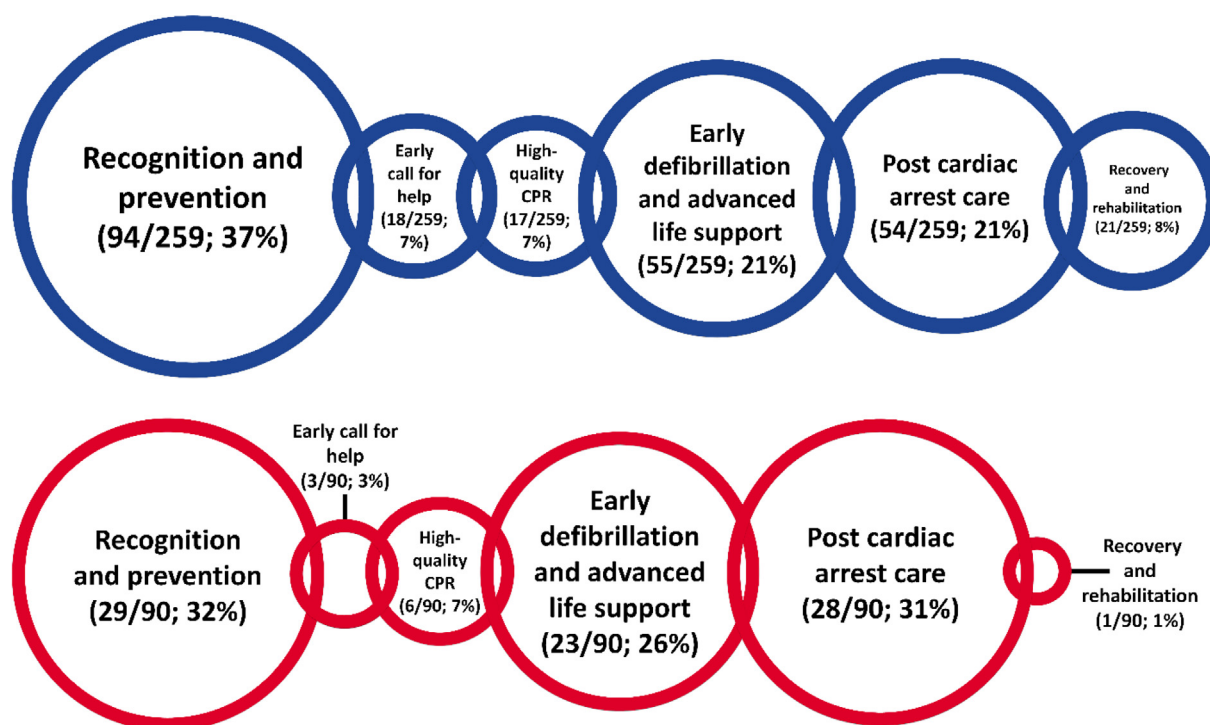 Recognition and
prevention
(94/259; 37%)
Early
call for
help
(18/259;
7%)
High-
quality
CPR
(17/259;
7%)
Early
defibrillation
and advanced
life support
(55/259; 21%)
Post cardiac
arrest care
(54/259; 21%)
Recovery
and
rehabilitation
(21/259; 8%)
Recognition
and prevention
(29/90; 32%)
Early call for
help
(3/90; 3%)
High-
quality
CPR
(6/90; 7%)
Early
defibrillation
and advanced
life support
(23/90; 26%)
Post cardiac
arrest care
(28/90; 31%)
Recovery
and
rehabilitation
(1/90; 1%)